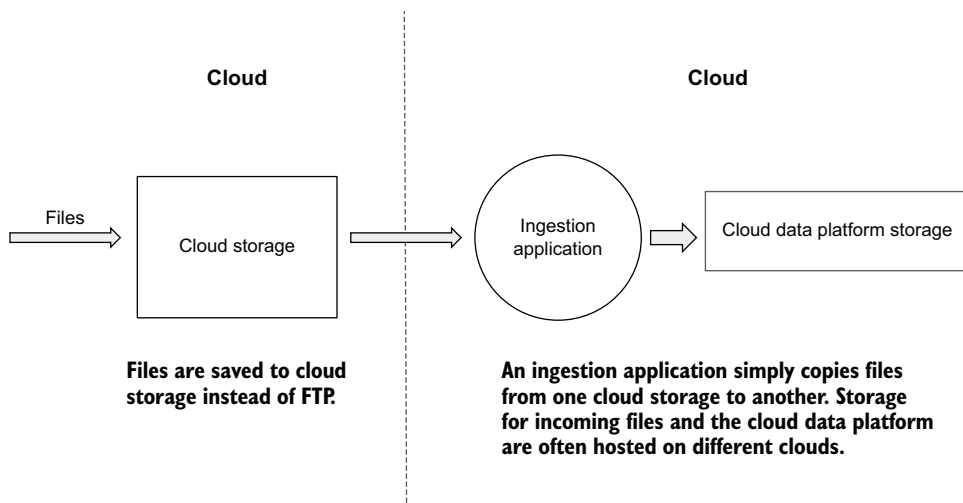 Cloud
Cloud
Files
Cloud storage
Ingestion
application
Cloud data platform storage
Files are saved to cloud
storage instead of FTP.
An ingestion application simply copies files
from one cloud storage to another. Storage
for incoming files and the cloud data platform
are often hosted on different clouds.